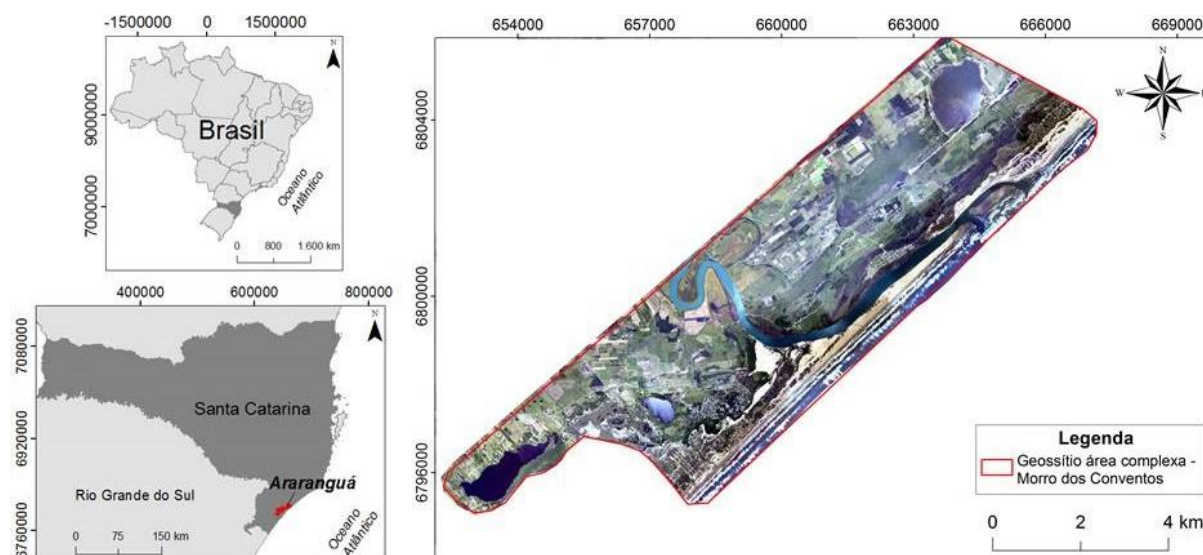 -1500000 0 1500000
N
9000000
7000000
Brasil
Oceano
Atlântico
0 800 1.600 km
400000 600000 800000
N
7080000
6920000
6760000
Santa Catarina
Araranguá
Rio Grande do Sul
0 75 150 km
Oceano
Atlântico
654000 657000 660000 663000 666000 669000
6804000
6800000
6796000
N
W
S
Legenda
Geossítio área complexa -
Morro dos Conventos
0 2 4 km